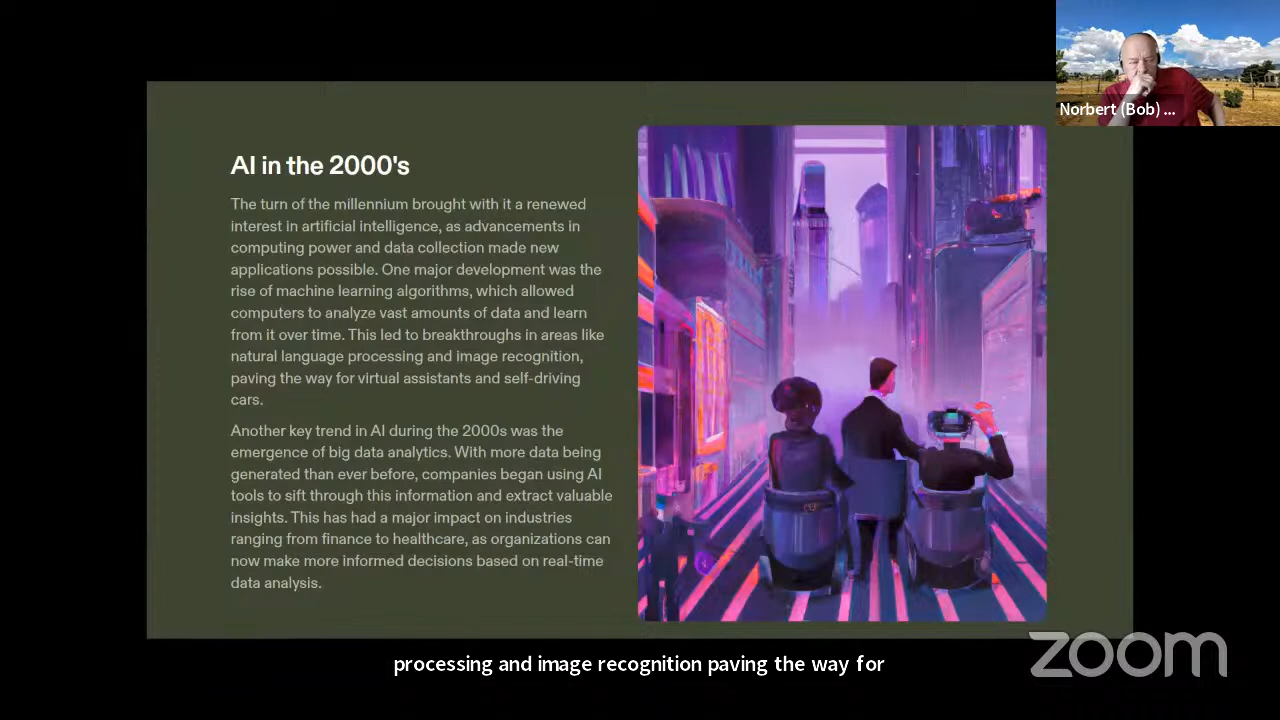 Norbert (Bob) ...
AI in the 2000's
The turn of the millennium brought with it a renewed
interest in artificial intelligence, as advancements in
computing power and data collection made new
applications possible. One major development was the
rise of machine learning algorithms, which allowed
computers to analyze vast amounts of data and learn
from it over time. This led to breakthroughs in areas like
natural language processing and image recognition,
paving the way for virtual assistants and self-driving
cars.
Another key trend in AI during the 2000s was the
emergence of big data analytics. With more data being
generated than ever before, companies began using AI
tools to sift through this information and extract valuable
insights. This has had a major impact on industries
ranging from finance to healthcare, as organizations can
now make more informed decisions based on real-time
data analysis.
processing and image recognition paving the way for
zoom